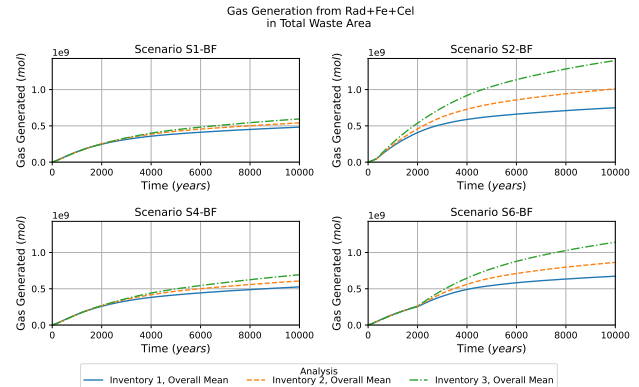 Gas Generation from Rad+Fe+Cel
in Total Waste Area
Scenario S1-BF
1e9
Gas Generated (mol)
1.0
0.5
0.0
0 2000 4000 6000 8000 10000
Time (years)
Scenario S2-BF
1e9
Gas Generated (mol)
1.0
0.5
0.0
0 2000 4000 6000 8000 10000
Time (years)
Scenario S4-BF
1e9
Gas Generated (mol)
1.0
0.5
0.0
0 2000 4000 6000 8000 10000
Time (years)
Scenario S6-BF
1e9
Gas Generated (mol)
1.0
0.5
0.0
0 2000 4000 6000 8000 10000
Time (years)
Analysis
Inventory 1, Overall Mean Inventory 2, Overall Mean Inventory 3, Overall Mean